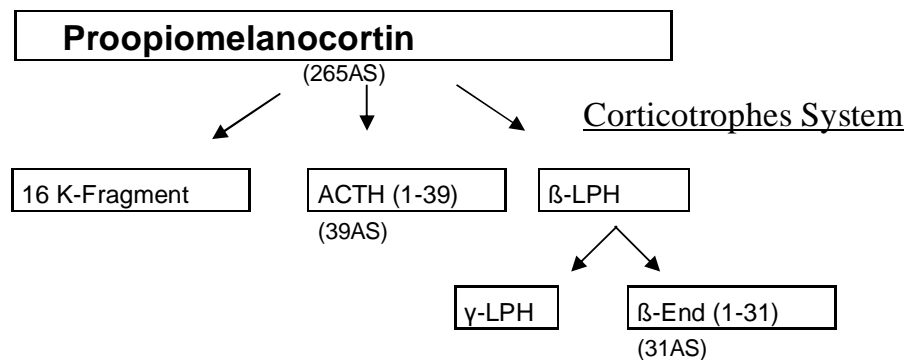 Proopiomelanocortin
(265AS)
Corticotrophes System
16 K-Fragment
ACTH (1-39)
ß-LPH
(39AS)
γ-LPH
ß-End (1-31)
(31AS)